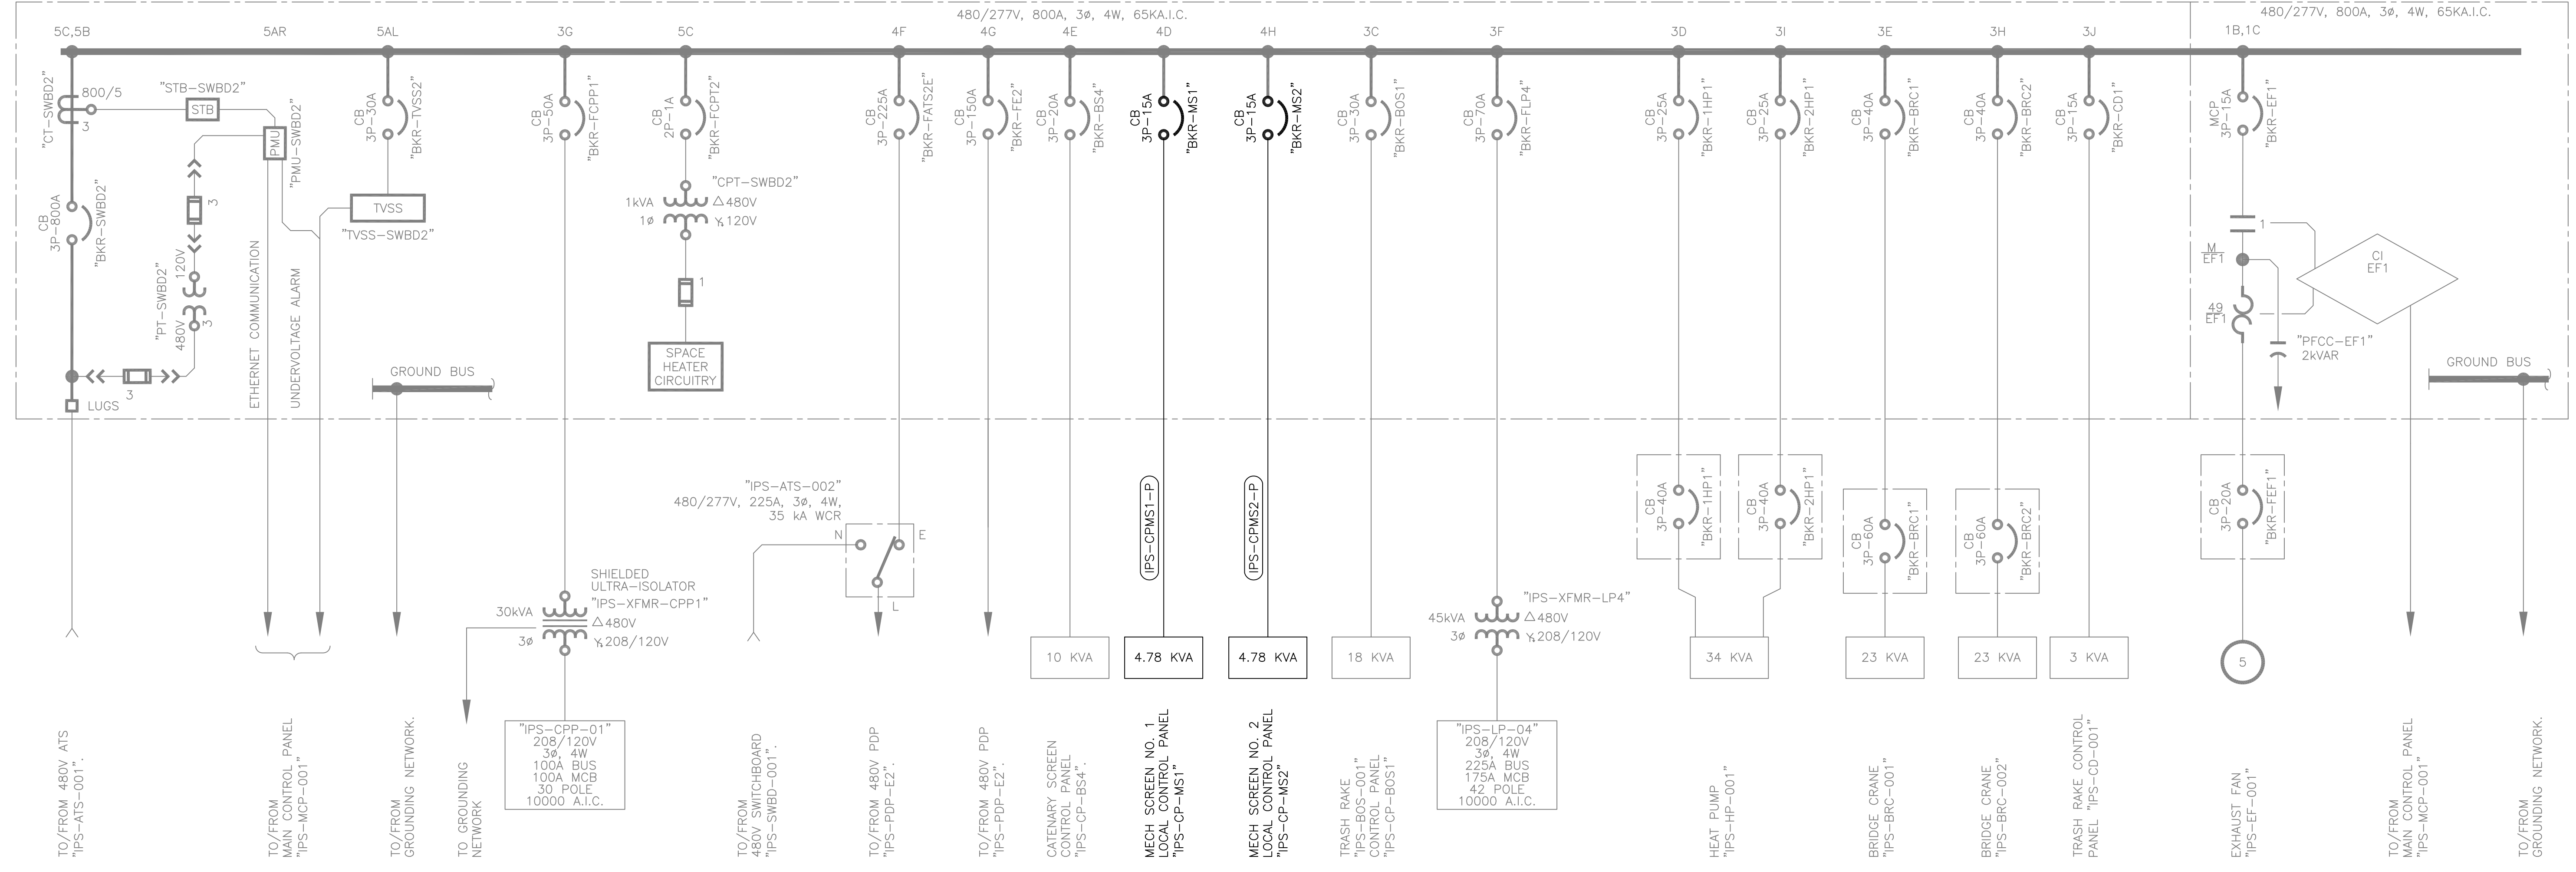 480/277V, 800A, 3ø, 4W, 65KA.I.C.
480/277V, 800A, 3ø, 4W, 65KA.I.C.
5C,5B
5AR
5AL
3G
5C
4F
4G
4E
4D
4H
3C
3F
3D
3I
3E
3H
3J
1B,1C
"CT-SWBD2"
800/5
3
"STB-SWBD2"
STB
PMU
"PMU-SWBD2"
CB
3P-800A
"BKR-SWBD2"
3
"PT-SWBD2"
120V
480V
3
3
LUGS
ETHERNET COMMUNICATION
UNDERVOLTAGE ALARM
CB
3P-30A
"BKR-TVSS2"
TVSS
"TVSS-SWBD2"
GROUND BUS
CB
3P-50A
"BKR-FCPP1"
CB
2P-1A
"BKR-FCPT2"
"CPT-SWBD2"
1kVA
△480V
1ø
120V
1
SPACE
HEATER
CIRCUITRY
CB
3P-225A
"BKR-FATS2E"
CB
3P-150A
"BKR-FE2"
CB
3P-20A
"BKR-BS4"
CB
3P-15A
"BKR-MS1"
CB
3P-15A
"BKR-MS2"
CB
3P-30A
"BKR-BOS1"
CB
3P-70A
"BKR-FLP4"
CB
3P-25A
"BKR-1HP1"
CB
3P-25A
"BKR-2HP1"
CB
3P-40A
"BKR-BRC1"
CB
3P-40A
"BKR-BRC2"
CB
3P-15A
"BKR-CD1"
MCP
3P-15A
"BKR-EF1"
1
M
EF1
49
EF1
CI
EF1
"PFCC-EF1"
2kVAR
GROUND BUS
"IPS-ATS-002"
480/277V, 225A, 3ø, 4W,
35 kA WCR
N
E
L
SHIELDED
ULTRA-ISOLATOR
"IPS-XFMR-CPP1"
30kVA
△480V
3ø
208/120V
IPS-CPMS1-P
IPS-CPMS2-P
"IPS-XFMR-LP4"
45kVA
△480V
3ø
208/120V
CB
3P-40A
"BKR-1HP1"
CB
3P-40A
"BKR-2HP1"
CB
3P-60A
"BKR-BRC1"
CB
3P-60A
"BKR-BRC2"
CB
3P-20A
"BKR-FEF1"
10 KVA
4.78 KVA
4.78 KVA
18 KVA
34 KVA
23 KVA
23 KVA
3 KVA
5
"IPS-CPP-01"
208/120V
3ø, 4W
100A BUS
100A MCB
30 POLE
10000 A.I.C.
"IPS-LP-04"
208/120V
3ø, 4W
225A BUS
175A MCB
42 POLE
10000 A.I.C.
TO/FROM 480V ATS
"IPS-ATS-001".
TO/FROM
MAIN CONTROL PANEL
"IPS-MCP-001"
TO/FROM
GROUNDING NETWORK.
TO GROUNDING
NETWORK
TO/FROM
480V SWITCHBOARD
"IPS-SWBD-001".
TO/FROM 480V PDP
"IPS-PDP-E2".
TO/FROM 480V PDP
"IPS-PDP-E2".
CATENARY SCREEN
CONTROL PANEL
"IPS-CP-BS4".
MECH SCREEN NO. 1
LOCAL CONTROL PANEL
"IPS-CP-MS1"
MECH SCREEN NO. 2
LOCAL CONTROL PANEL
"IPS-CP-MS2"
TRASH RAKE
"IPS-BOS-001"
CONTROL PANEL
"IPS-CP-BOS1"
HEAT PUMP
"IPS-HP-001"
BRIDGE CRANE
"IPS-BRC-001"
BRIDGE CRANE
"IPS-BRC-002"
TRASH RAKE CONTROL
PANEL "IPS-CD-001"
EXHAUST FAN
"IPS-EF-001"
TO/FROM
MAIN CONTROL PANEL
"IPS-MCP-001"
TO/FROM
GROUNDING NETWORK.